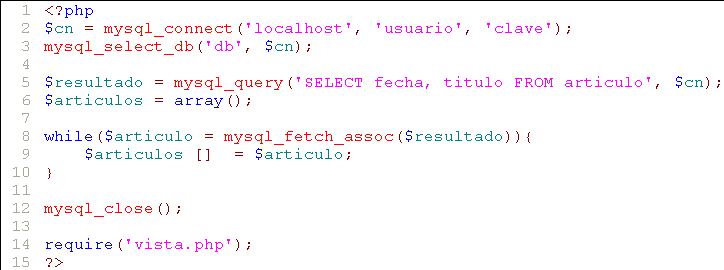 1 <?php
2 $cn = mysql_connect('localhost', 'usuario', 'clave');
3 mysql_select_db('db', $cn);
4
5 $resultado = mysql_query('SELECT fecha, titulo FROM articulo', $cn);
6 $articulos = array();
7
8 while($articulo = mysql_fetch_assoc($resultado)){
9     $articulos []  = $articulo;
10 }
11
12 mysql_close();
13
14 require('vista.php');
15 ?>